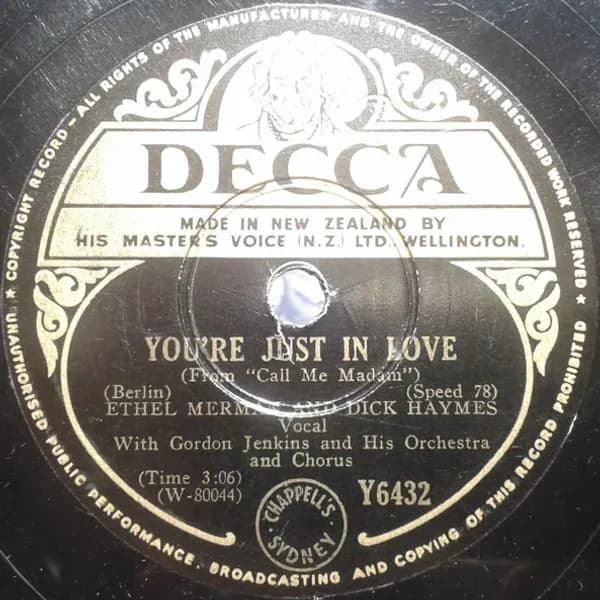 ★ COPYRIGHT RECORD - ALL RIGHTS OF THE MANUFACTURER AND THE OWNER OF THE RECORDED WORK RESERVED ★
DECCA
MADE IN NEW ZEALAND BY
HIS MASTER'S VOICE (N.Z.) LTD. WELLINGTON.
YOU'RE JUST IN LOVE
(From "Call Me Madam")
(Berlin) (Speed 78)
ETHEL MERMAN AND DICK HAYMES
Vocal
With Gordon Jenkins and His Orchestra
and Chorus
(Time 3:06)
(W-80044)
Y6432
· CHAPPELL'S ·
SYDNEY
UNAUTHORISED PUBLIC PERFORMANCE, BROADCASTING AND COPYING OF THIS RECORD PROHIBITED